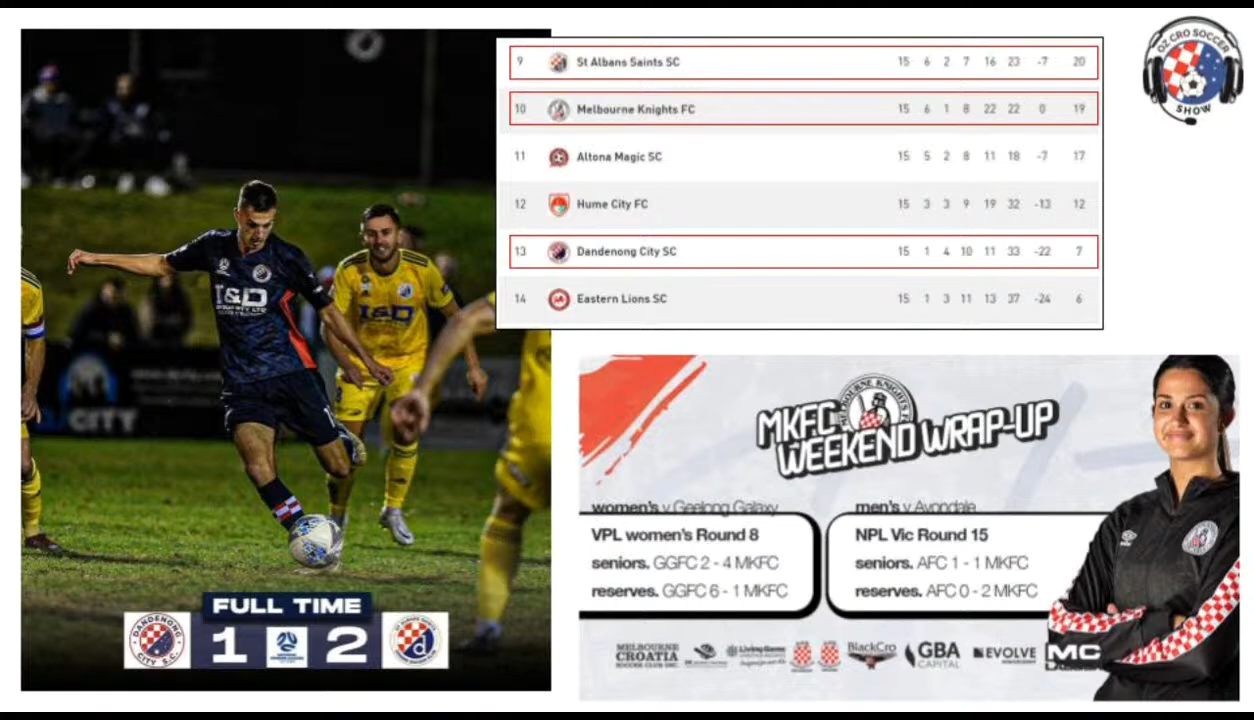 OZ CRO SOCCER
SHOW
9 St Albans Saints SC 15 6 2 7 16 23 -7 20
10 Melbourne Knights FC 15 6 1 8 22 22 0 19
11 Altona Magic SC 15 5 2 8 11 18 -7 17
12 Hume City FC 15 3 3 9 19 32 -13 12
13 Dandenong City SC 15 1 4 10 11 33 -22 7
14 Eastern Lions SC 15 1 3 11 13 37 -24 6
I&D
I&D
CITY
FULL TIME
DANDENONG
CITY S.C.
1 2
MELBOURNE KNIGHTS
MKFC
WEEKEND WRAP-UP
women's v Geelong Galaxy
VPL women's Round 8
seniors. GGFC 2 - 4 MKFC
reserves. GGFC 6 - 1 MKFC
men's v Avondale
NPL Vic Round 15
seniors. AFC 1 - 1 MKFC
reserves. AFC 0 - 2 MKFC
MELBOURNE
CROATIA
SOCCER CLUB INC.
BlackCro
GBA
CAPITAL
EVOLVE
MC